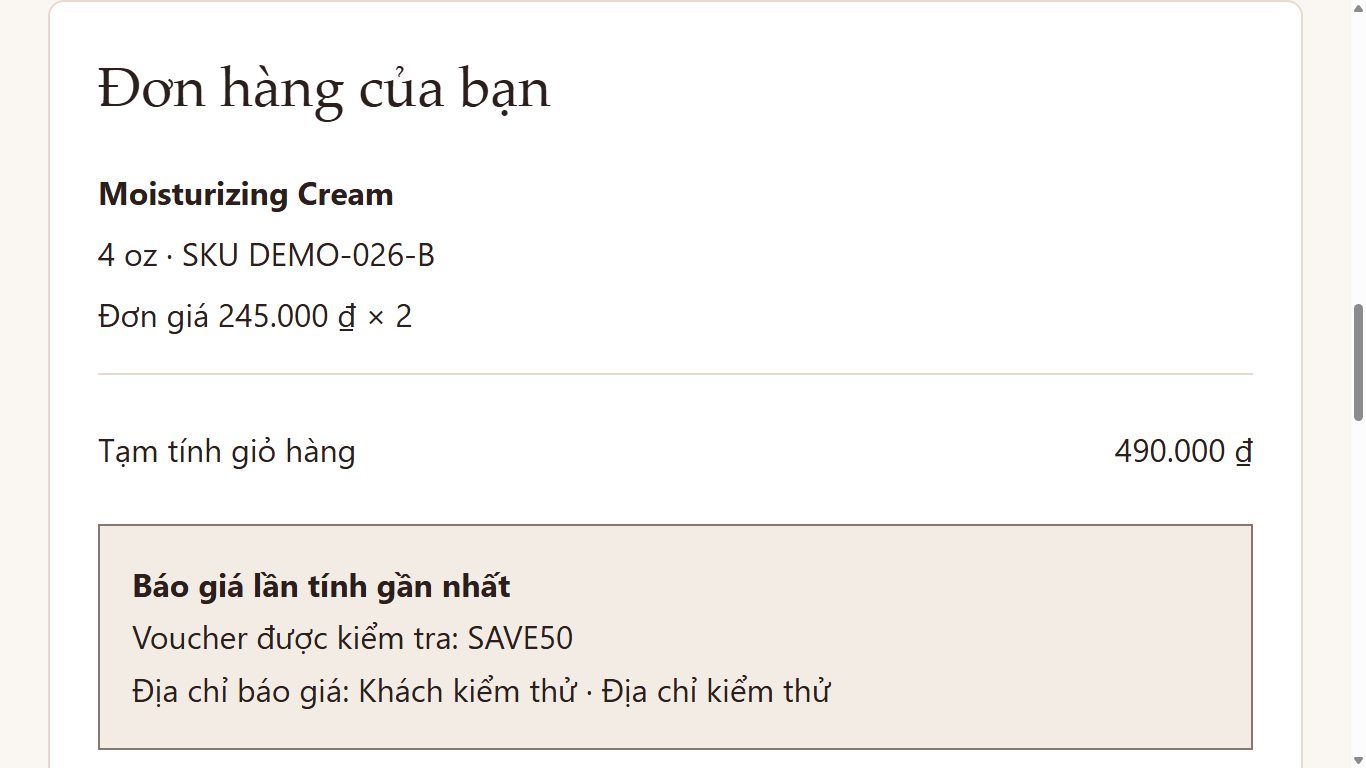 Đơn hàng của bạn
Moisturizing Cream
4 oz · SKU DEMO-026-B
Đơn giá 245.000 ₫ × 2
Tạm tính giỏ hàng 490.000 ₫
Báo giá lần tính gần nhất
Voucher được kiểm tra: SAVE50
Địa chỉ báo giá: Khách kiểm thử · Địa chỉ kiểm thử